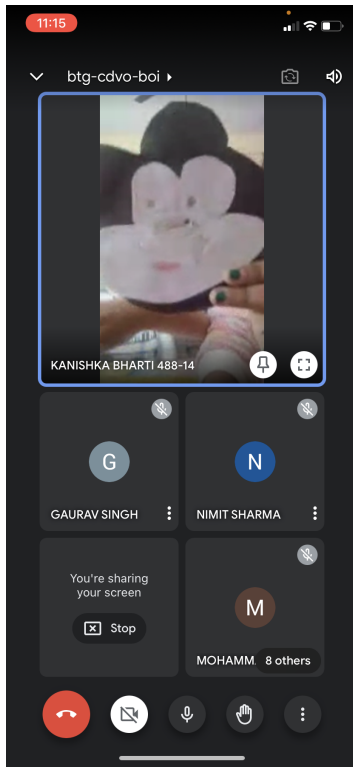 11:15
btg-cdvo-boi
KANISHKA BHARTI 488-14
G
N
GAURAV SINGH
NIMIT SHARMA
You're sharing
your screen
Stop
M
MOHAMM.
8 others